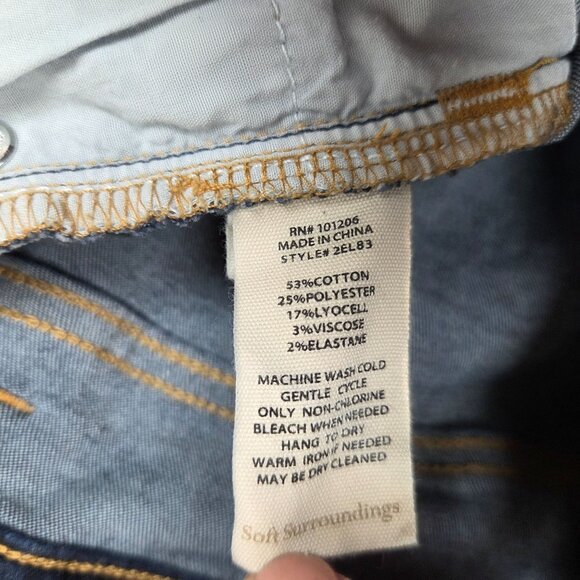 RN# 101206
MADE IN CHINA
STYLE# 2EL83
53%COTTON
25%POLYESTER
17%LYOCELL
3%VISCOSE
2%ELASTANE
MACHINE WASH COLD
GENTLE CYCLE
ONLY NON-CHLORINE
BLEACH WHEN NEEDED
HANG TO DRY
WARM IRON IF NEEDED
MAY BE DRY CLEANED
Soft Surroundings